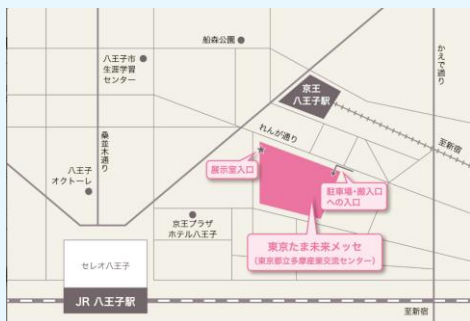 船森公園
かえで通り
八王子市
生涯学習
センター
京王
八王子駅
桑並木通り
れんが通り
至新宿
展示室入口
八王子
オクトーレ
駐車場・搬入口
への入口
京王プラザ
ホテル八王子
東京たま未来メッセ
(東京都立多摩産業交流センター)
セレオ八王子
JR 八王子駅
至新宿